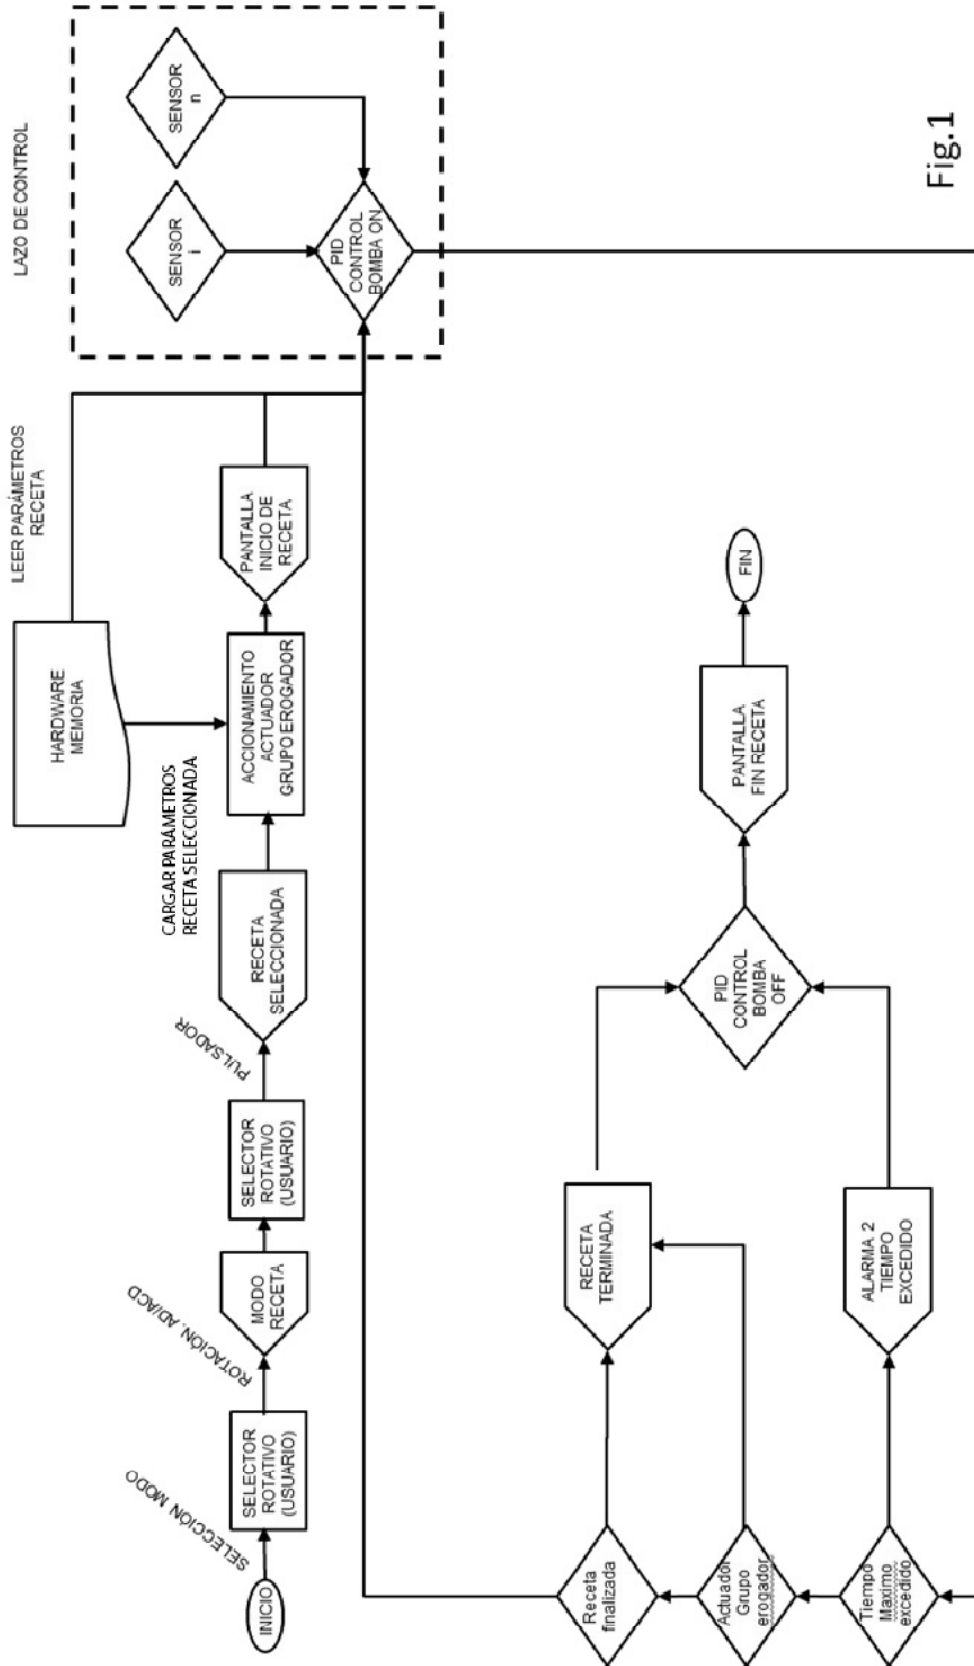 LEER PARÁMETROS
RECETA
LAZO DE CONTROL
HARDWARE
MEMORIA
CARGAR PARÁMETROS
RECETA SELECCIONADA
SELECCIÓN MODO
ROTACIÓN, AD/ACD
PULSADOR
INICIO
SELECTOR
ROTATIVO
(USUARIO)
MODO
RECETA
SELECTOR
ROTATIVO
(USUARIO)
RECETA
SELECCIONADA
ACCIONAMIENTO
ACTUADOR
GRUPO EROGADOR
PANTALLA
INICIO DE
RECETA
SENSOR
i
SENSOR
n
PID
CONTROL
BOMBA ON
Receta
finalizada
RECETA
TERMINADA
Actuador
Grupo
erogador
Tiempo
Maximo
excedido
ALARMA 2
TIEMPO
EXCEDIDO
PID
CONTROL
BOMBA
OFF
PANTALLA
FIN RECETA
FIN
Fig.1